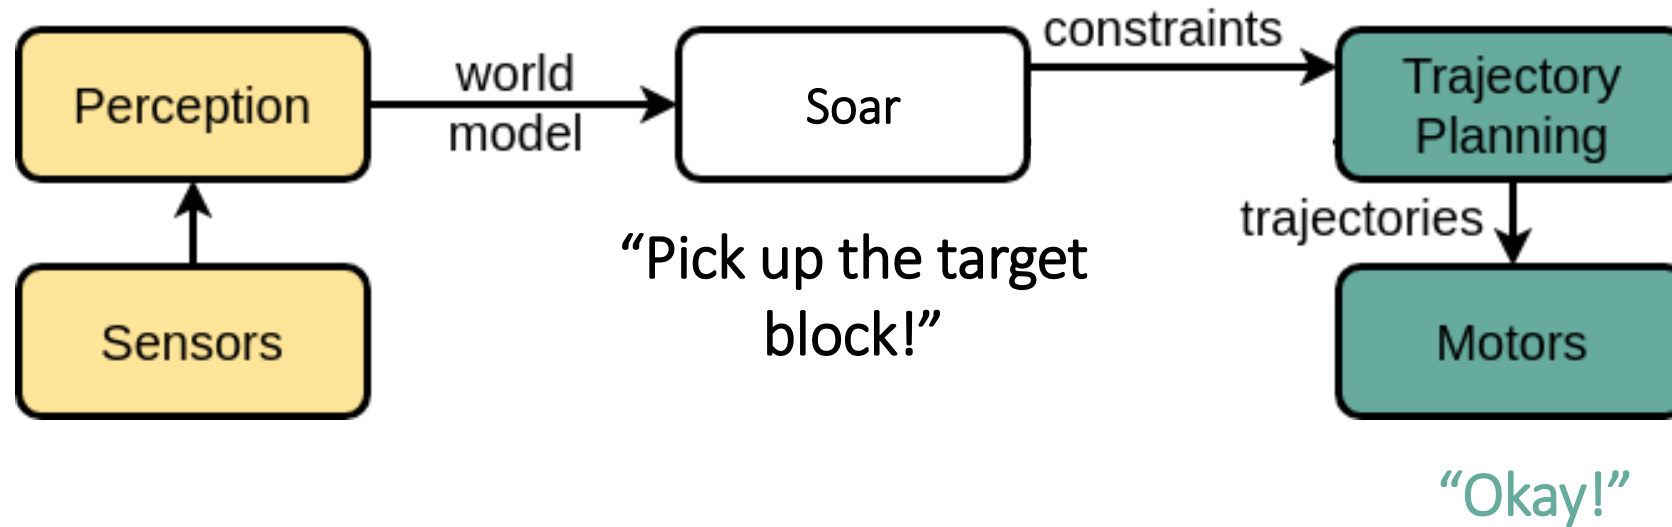 Perception
world
model
Soar
constraints
Trajectory
Planning
trajectories
Sensors
“Pick up the target
block!”
Motors
“Okay!”